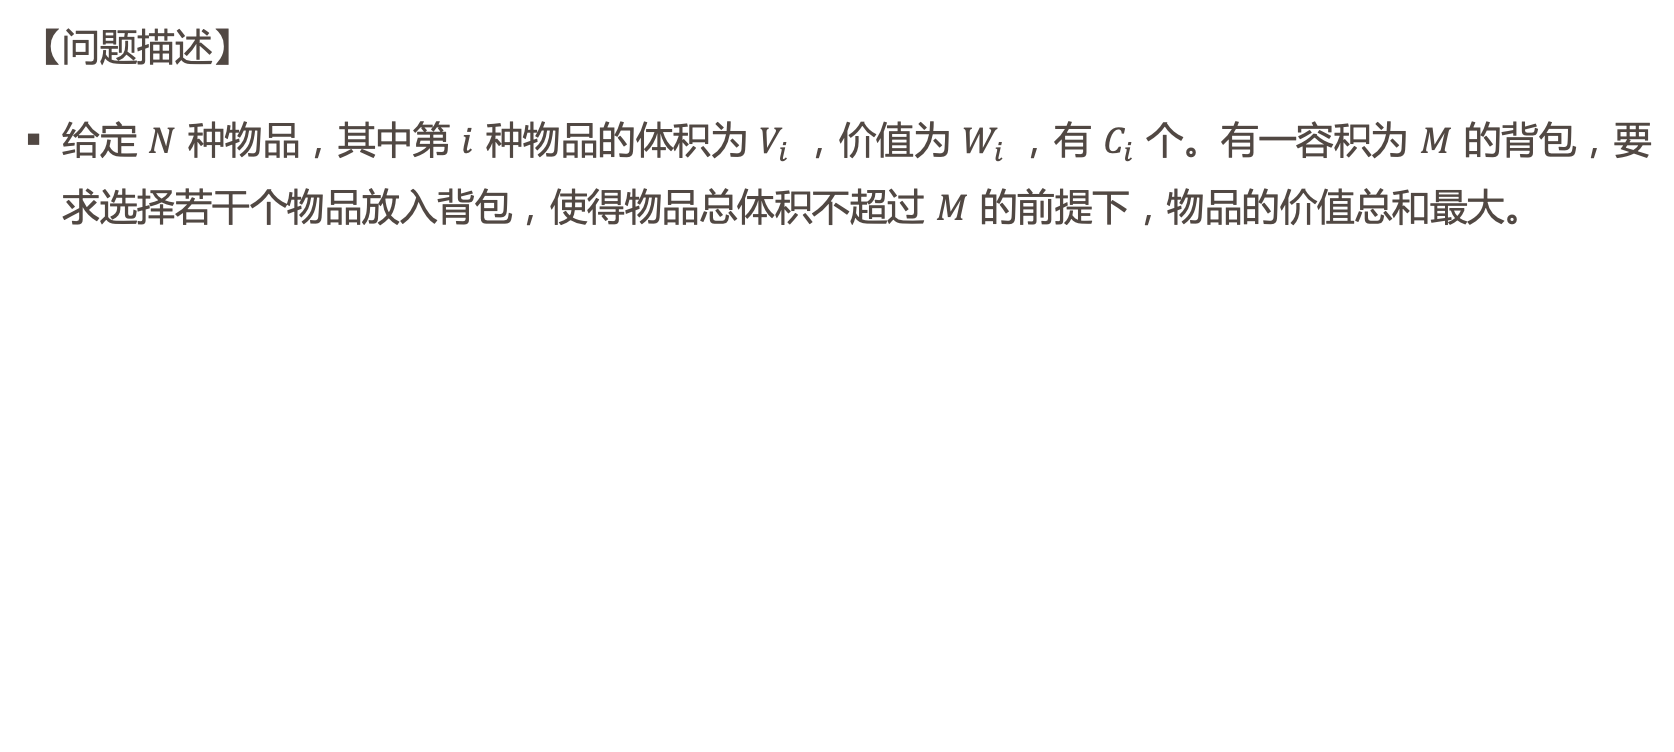 【问题描述】
▪ 给定 N 种物品，其中第 i 种物品的体积为 Vᵢ ，价值为 Wᵢ ，有 Cᵢ 个。有一容积为 M 的背包，要
求选择若干个物品放入背包，使得物品总体积不超过 M 的前提下，物品的价值总和最大。